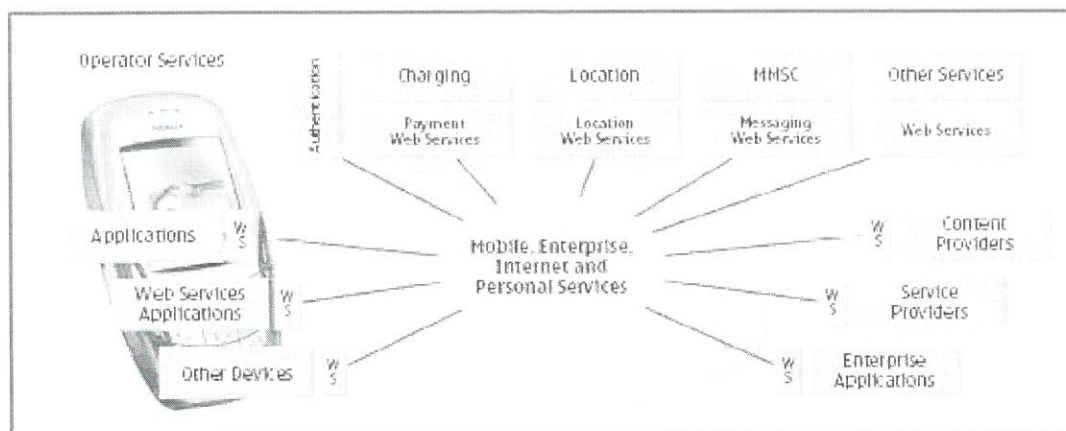 Operator Services
Authentication
Charging
Location
MMSC
Other Services
Payment
Web Services
Location
Web Services
Messaging
Web Services
Web Services
NOKIA
Applications
W
S
Web Services
Applications
W
S
Other Devices
W
S
Mobile, Enterprise,
Internet and
Personal Services
W
S
Content
Providers
W
S
Service
Providers
W
S
Enterprise
Applications